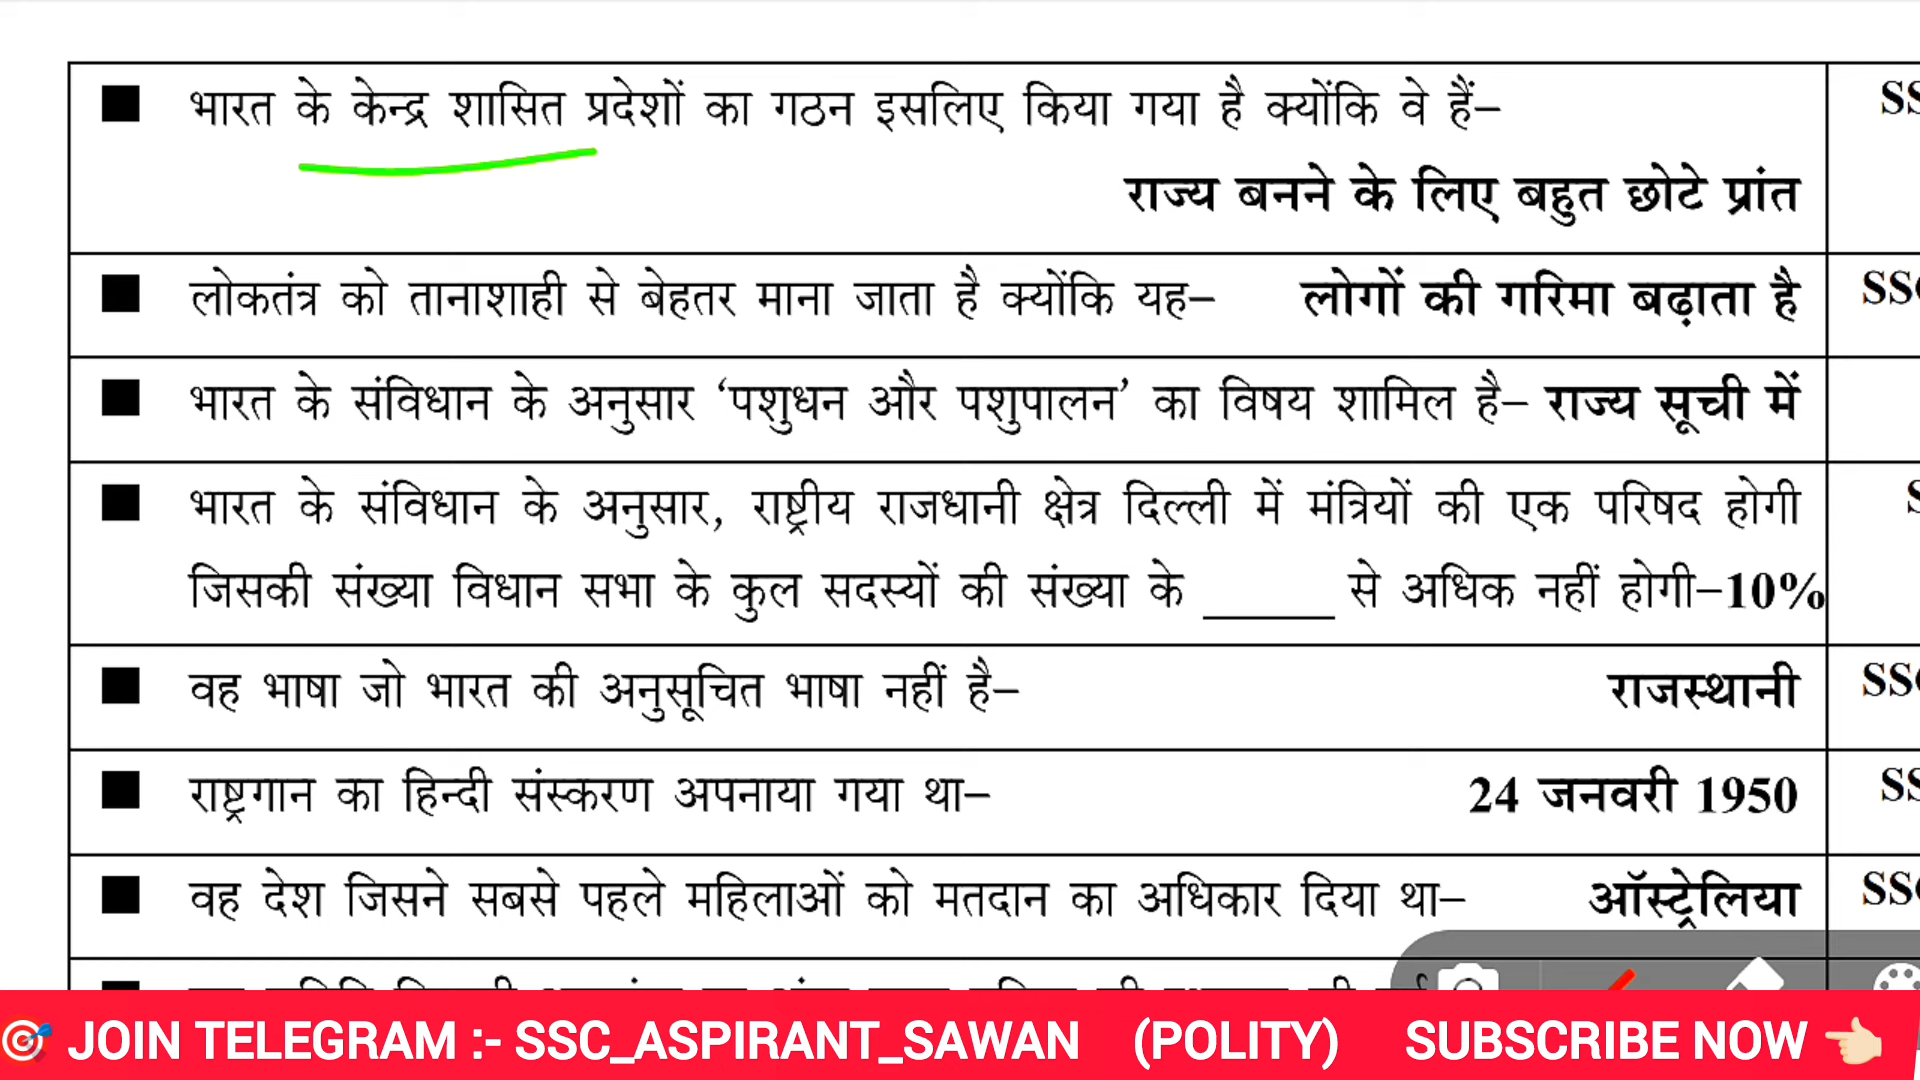 ■ भारत के केन्द्र शासित प्रदेशों का गठन इसलिए किया गया है क्योंकि वे हैं–
राज्य बनने के लिए बहुत छोटे प्रांत
■ लोकतंत्र को तानाशाही से बेहतर माना जाता है क्योंकि यह– लोगों की गरिमा बढ़ाता है
■ भारत के संविधान के अनुसार ‘पशुधन और पशुपालन’ का विषय शामिल है– राज्य सूची में
■ भारत के संविधान के अनुसार, राष्ट्रीय राजधानी क्षेत्र दिल्ली में मंत्रियों की एक परिषद होगी
जिसकी संख्या विधान सभा के कुल सदस्यों की संख्या के ______ से अधिक नहीं होगी–10%
■ वह भाषा जो भारत की अनुसूचित भाषा नहीं है– राजस्थानी
■ राष्ट्रगान का हिन्दी संस्करण अपनाया गया था– 24 जनवरी 1950
■ वह देश जिसने सबसे पहले महिलाओं को मतदान का अधिकार दिया था– ऑस्ट्रेलिया
JOIN TELEGRAM :- SSC_ASPIRANT_SAWAN (POLITY) SUBSCRIBE NOW